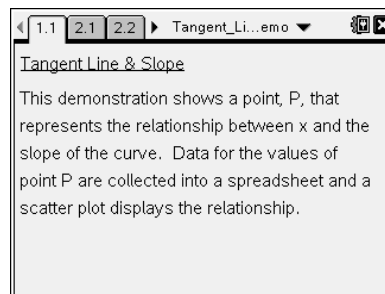 1.1 2.1 2.2 Tangent_Li...emo
Tangent Line & Slope
This demonstration shows a point, P, that
represents the relationship between x and the
slope of the curve. Data for the values of
point P are collected into a spreadsheet and a
scatter plot displays the relationship.